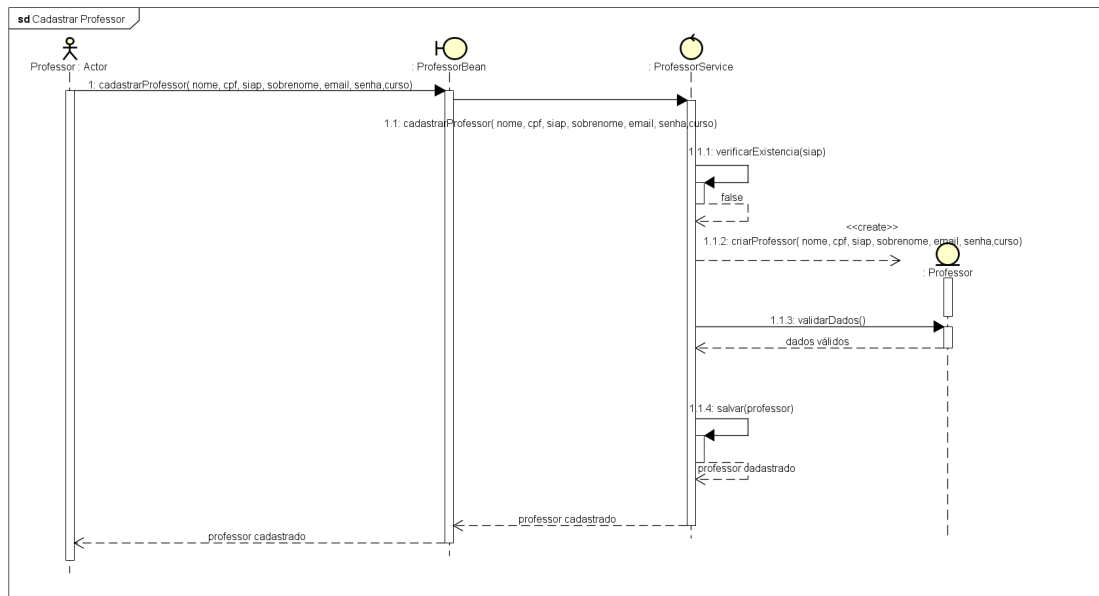 sd Cadastrar Professor
Professor : Actor
: ProfessorBean
: ProfessorService
1: cadastrarProfessor( nome, cpf, siap, sobrenome, email, senha,curso)
1.1: cadastrarProfessor( nome, cpf, siap, sobrenome, email, senha,curso)
1.1.1: verificarExistencia(siap)
false
<<create>>
1.1.2: criarProfessor( nome, cpf, siap, sobrenome, email, senha,curso)
: Professor
1.1.3: validarDados()
dados válidos
1.1.4: salvar(professor)
professor cadastrado
professor cadastrado
professor cadastrado